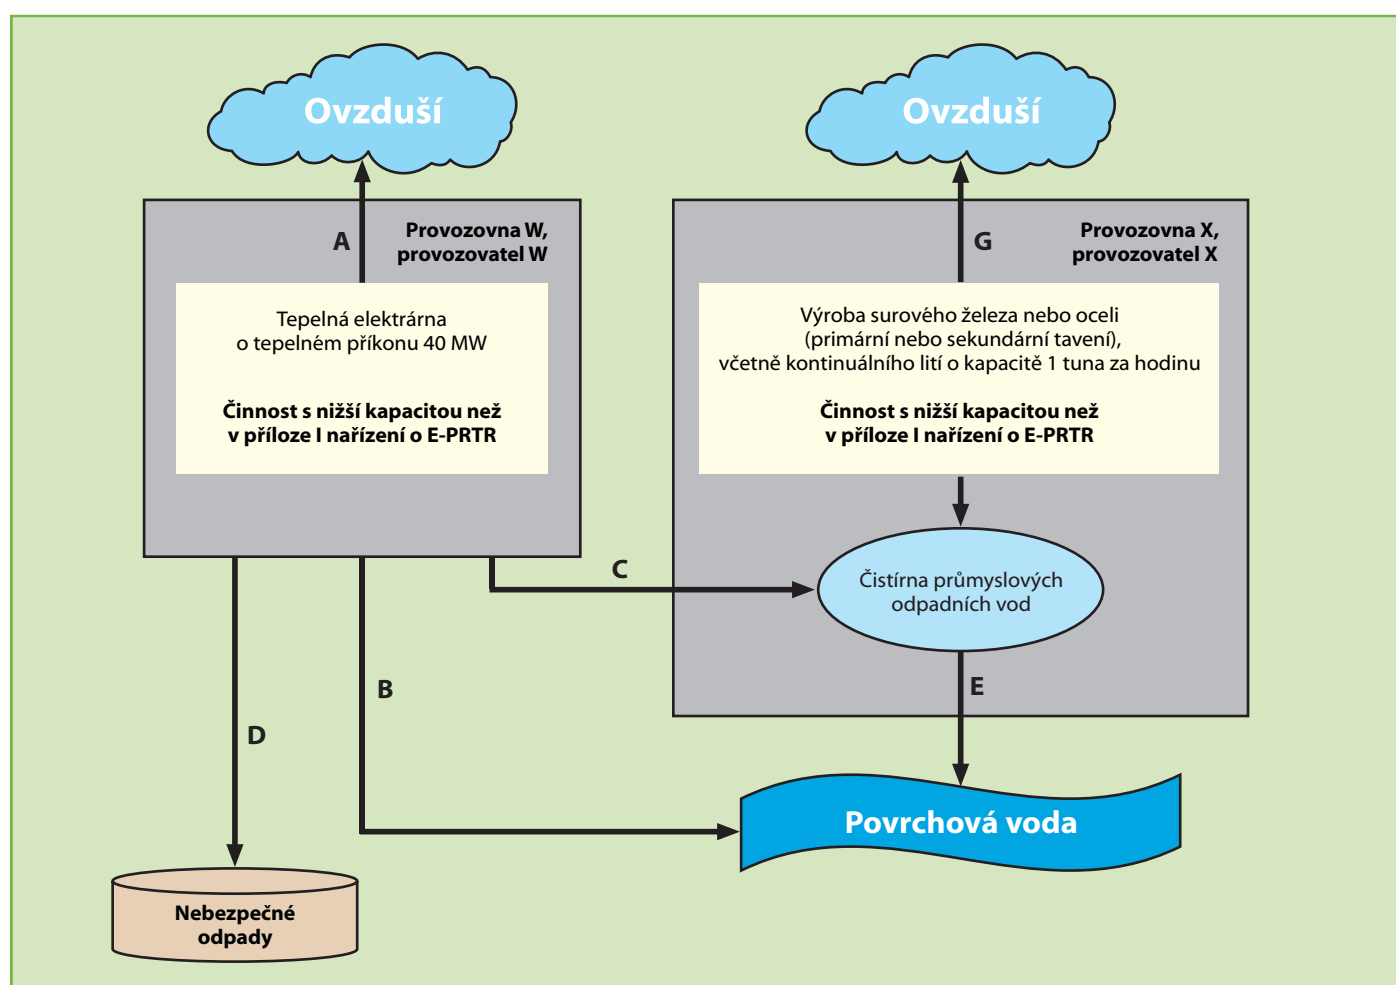 Ovzduší
Ovzduší
A
Provozovna W,
provozovatel W
G
Provozovna X,
provozovatel X
Tepelná elektrárna
o tepelném příkonu 40 MW
Činnost s nižší kapacitou než
v příloze I nařízení o E-PRTR
Výroba surového železa nebo oceli
(primární nebo sekundární tavení),
včetně kontinuálního lití o kapacitě 1 tuna za hodinu
Činnost s nižší kapacitou než
v příloze I nařízení o E-PRTR
C
Čistírna průmyslových
odpadních vod
B
E
D
Povrchová voda
Nebezpečné
odpady